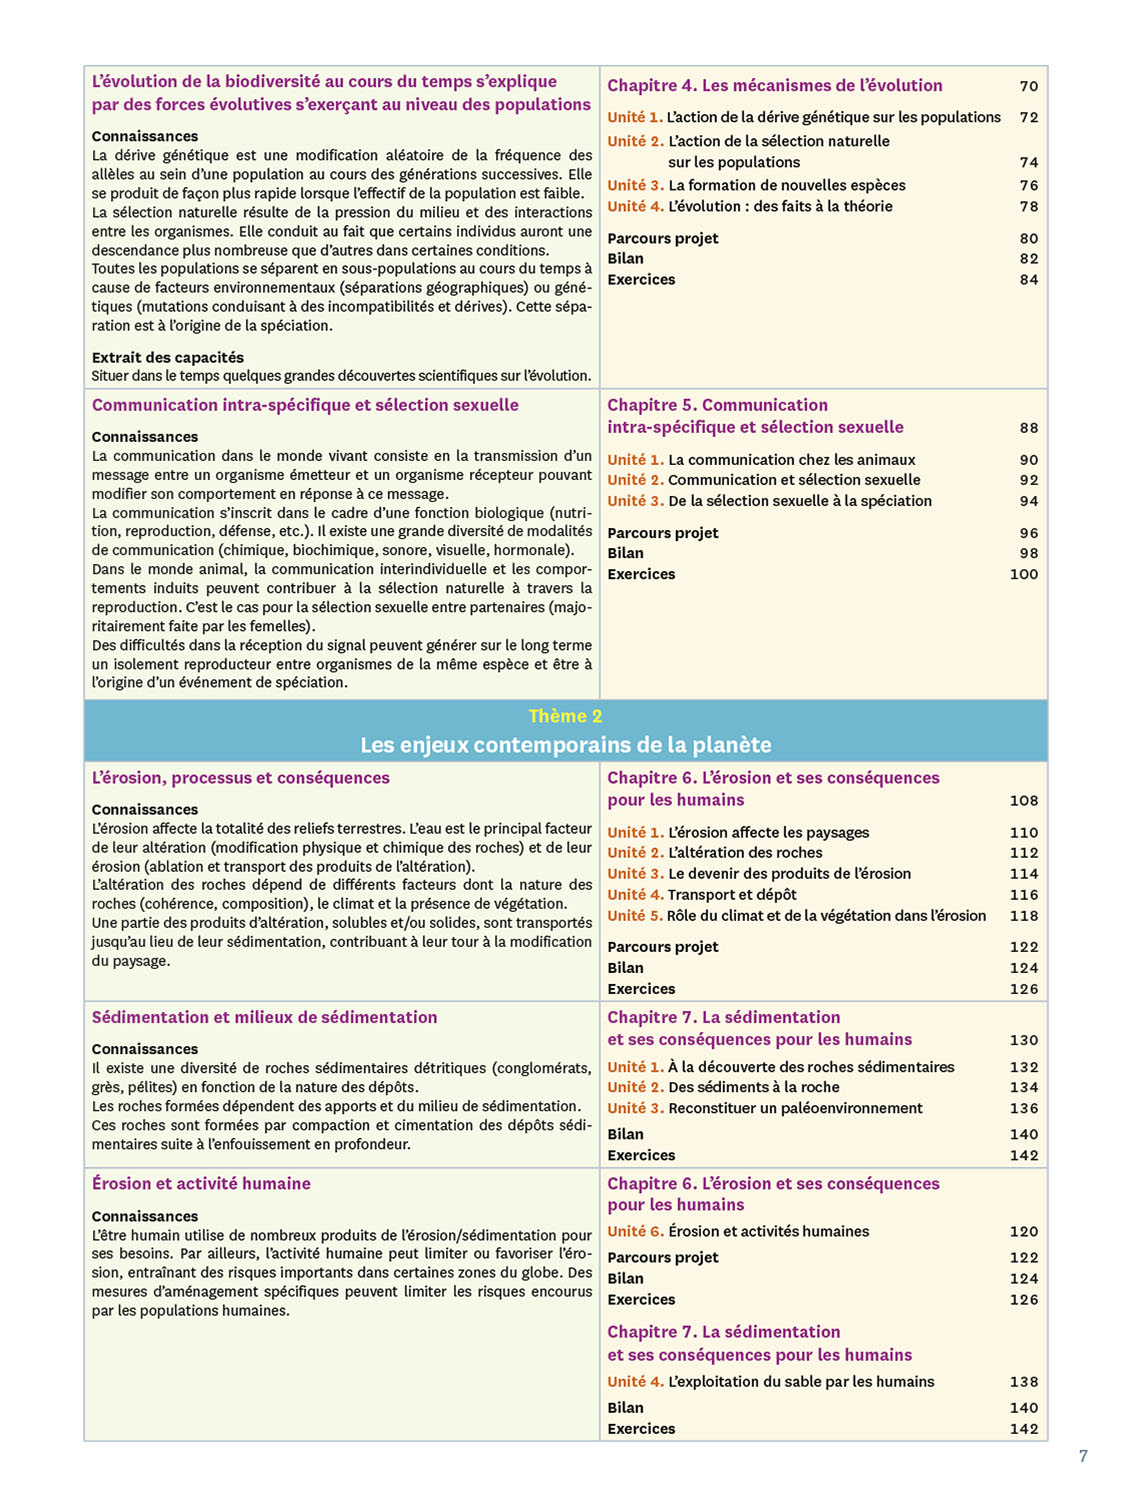 L'évolution de la biodiversité au cours du temps s'explique
par des forces évolutives s'exerçant au niveau des populations
Connaissances
La dérive génétique est une modification aléatoire de la fréquence des
allèles au sein d'une population au cours des générations successives. Elle
se produit de façon plus rapide lorsque l'effectif de la population est faible.
La sélection naturelle résulte de la pression du milieu et des interactions
entre les organismes. Elle conduit au fait que certains individus auront une
descendance plus nombreuse que d'autres dans certaines conditions.
Toutes les populations se séparent en sous-populations au cours du temps à
cause de facteurs environnementaux (séparations géographiques) ou géné-
tiques (mutations conduisant à des incompatibilités et dérives). Cette sépa-
ration est à l'origine de la spéciation.
Extrait des capacités
Situer dans le temps quelques grandes découvertes scientifiques sur l'évolution.
Chapitre 4. Les mécanismes de l'évolution 70
Unité 1. L'action de la dérive génétique sur les populations 72
Unité 2. L'action de la sélection naturelle
sur les populations 74
Unité 3. La formation de nouvelles espèces 76
Unité 4. L'évolution : des faits à la théorie 78
Parcours projet 80
Bilan 82
Exercices 84
Communication intra-spécifique et sélection sexuelle
Connaissances
La communication dans le monde vivant consiste en la transmission d'un
message entre un organisme émetteur et un organisme récepteur pouvant
modifier son comportement en réponse à ce message.
La communication s'inscrit dans le cadre d'une fonction biologique (nutri-
tion, reproduction, défense, etc.). Il existe une grande diversité de modalités
de communication (chimique, biochimique, sonore, visuelle, hormonale).
Dans le monde animal, la communication interindividuelle et les compor-
tements induits peuvent contribuer à la sélection naturelle à travers la
reproduction. C'est le cas pour la sélection sexuelle entre partenaires (majo-
ritairement faite par les femelles).
Des difficultés dans la réception du signal peuvent générer sur le long terme
un isolement reproducteur entre organismes de la même espèce et être à
l'origine d'un événement de spéciation.
Chapitre 5. Communication
intra-spécifique et sélection sexuelle 88
Unité 1. La communication chez les animaux 90
Unité 2. Communication et sélection sexuelle 92
Unité 3. De la sélection sexuelle à la spéciation 94
Parcours projet 96
Bilan 98
Exercices 100
Thème 2
Les enjeux contemporains de la planète
L'érosion, processus et conséquences
Connaissances
L'érosion affecte la totalité des reliefs terrestres. L'eau est le principal facteur
de leur altération (modification physique et chimique des roches) et de leur
érosion (ablation et transport des produits de l'altération).
L'altération des roches dépend de différents facteurs dont la nature des
roches (cohérence, composition), le climat et la présence de végétation.
Une partie des produits d'altération, solubles et/ou solides, sont transportés
jusqu'au lieu de leur sédimentation, contribuant à leur tour à la modification
du paysage.
Chapitre 6. L'érosion et ses conséquences
pour les humains 108
Unité 1. L'érosion affecte les paysages 110
Unité 2. L'altération des roches 112
Unité 3. Le devenir des produits de l'érosion 114
Unité 4. Transport et dépôt 116
Unité 5. Rôle du climat et de la végétation dans l'érosion 118
Parcours projet 122
Bilan 124
Exercices 126
Sédimentation et milieux de sédimentation
Connaissances
Il existe une diversité de roches sédimentaires détritiques (conglomérats,
grès, pélites) en fonction de la nature des dépôts.
Les roches formées dépendent des apports et du milieu de sédimentation.
Ces roches sont formées par compaction et cimentation des dépôts sédi-
mentaires suite à l'enfouissement en profondeur.
Chapitre 7. La sédimentation
et ses conséquences pour les humains 130
Unité 1. À la découverte des roches sédimentaires 132
Unité 2. Des sédiments à la roche 134
Unité 3. Reconstituer un paléoenvironnement 136
Bilan 140
Exercices 142
Érosion et activité humaine
Connaissances
L'être humain utilise de nombreux produits de l'érosion/sédimentation pour
ses besoins. Par ailleurs, l'activité humaine peut limiter ou favoriser l'éro-
sion, entraînant des risques importants dans certaines zones du globe. Des
mesures d'aménagement spécifiques peuvent limiter les risques encourus
par les populations humaines.
Chapitre 6. L'érosion et ses conséquences
pour les humains
Unité 6. Érosion et activités humaines 120
Parcours projet 122
Bilan 124
Exercices 126
Chapitre 7. La sédimentation
et ses conséquences pour les humains
Unité 4. L'exploitation du sable par les humains 138
Bilan 140
Exercices 142
7